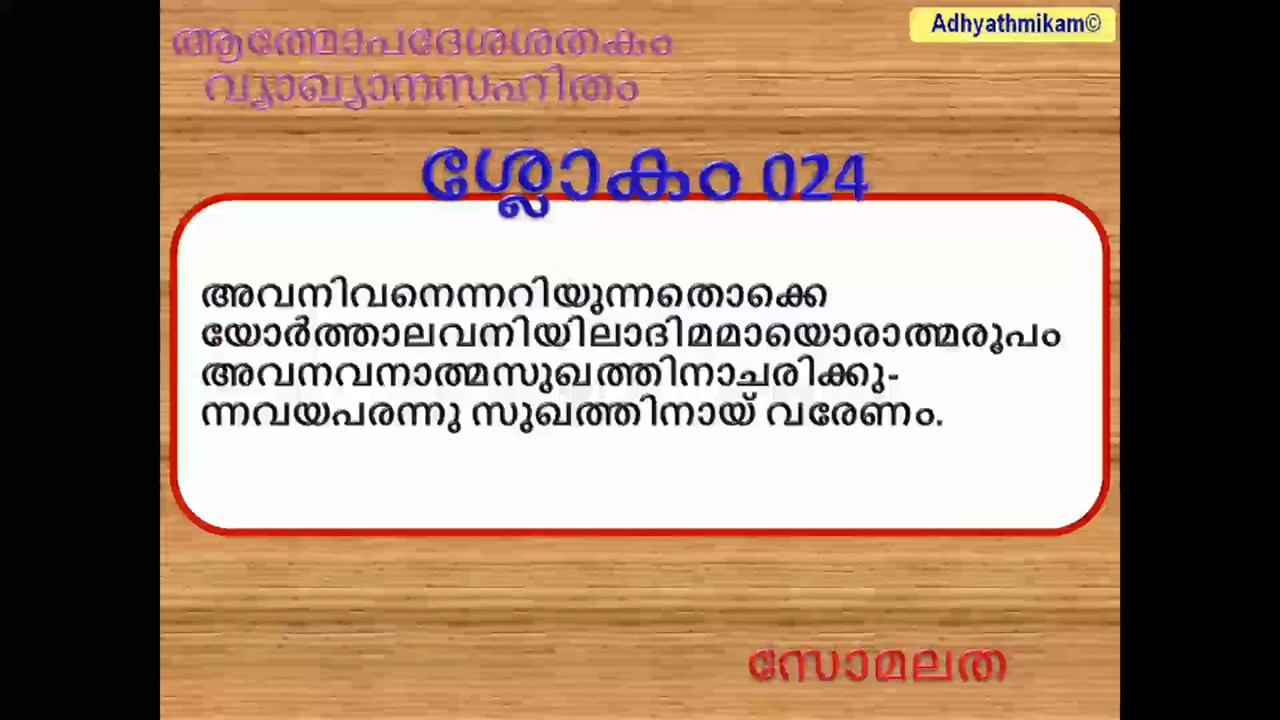 Adhyathmikam©
ആത്മോപദേശശതകം
വ്യാഖ്യാനസഹിതം
ശ്ലോകം 024
അവനിവനെന്നറിയുന്നതൊക്കെ
യോർത്താലവനിയിലാദിമമായൊരാത്മരൂപം
അവനവനാത്മസുഖത്തിനാചരിക്കു-
ന്നവയപരന്നു സുഖത്തിനായ് വരേണം.
സോമലത